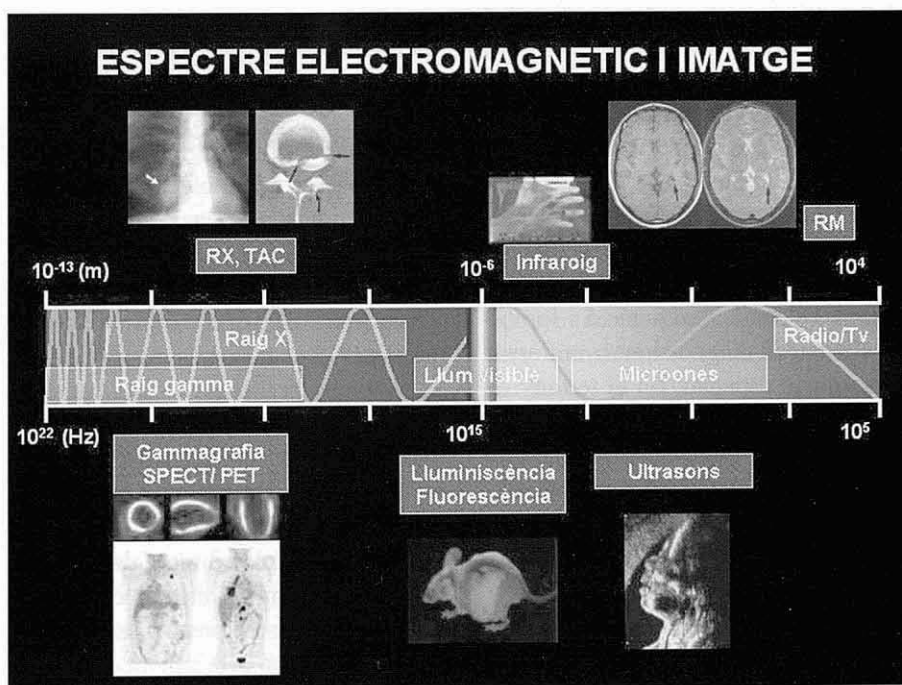 ESPECTRE ELECTROMAGNETIC I IMATGE
RX, TAC
Infraroig
RM
10-13 (m)
10-6
104
Raig X
Radio/Tv
Raig gamma
Llum visible
Microones
1022 (Hz)
1015
105
Gammagrafia
SPECT/ PET
Lluminiscència
Fluorescència
Ultrasons